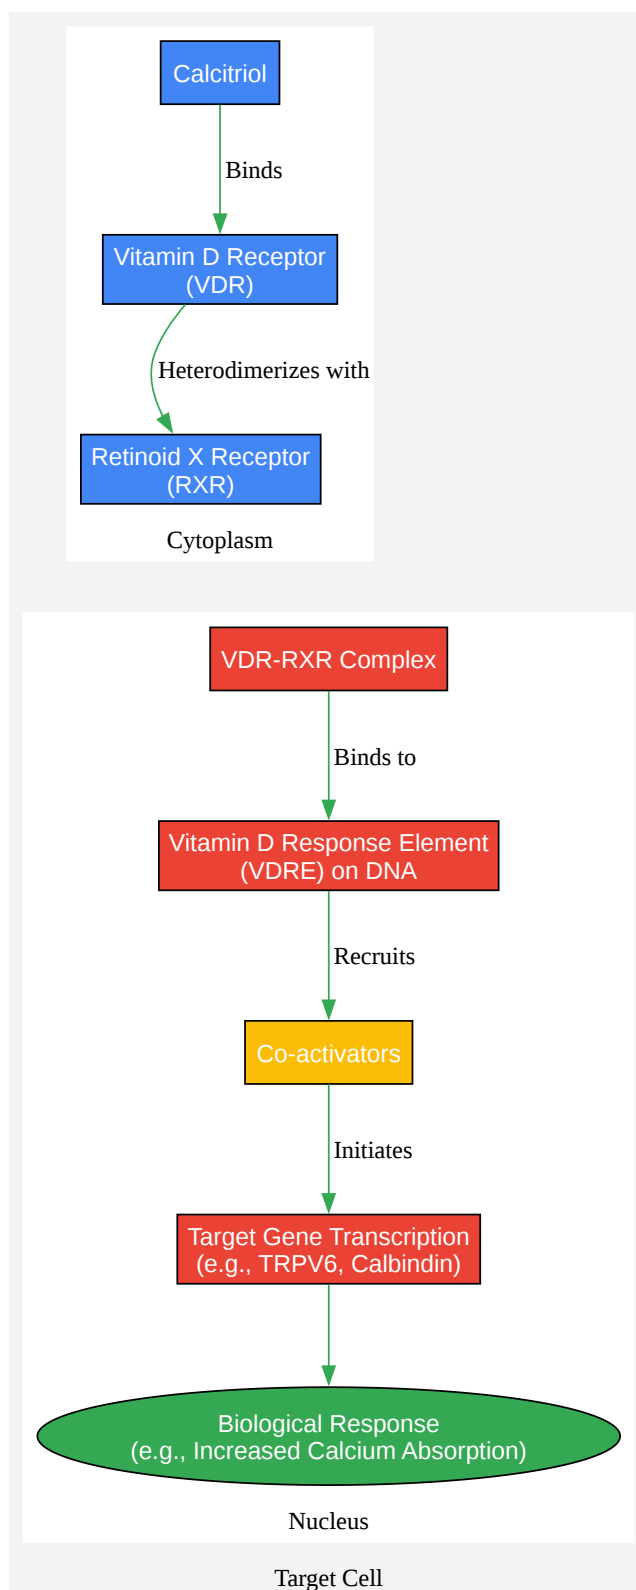 Calcitriol
Binds
Vitamin D Receptor
(VDR)
Heterodimerizes with
Retinoid X Receptor
(RXR)
Cytoplasm
VDR-RXR Complex
Binds to
Vitamin D Response Element
(VDRE) on DNA
Recruits
Co-activators
Initiates
Target Gene Transcription
(e.g., TRPV6, Calbindin)
Biological Response
(e.g., Increased Calcium Absorption)
Nucleus
Target Cell